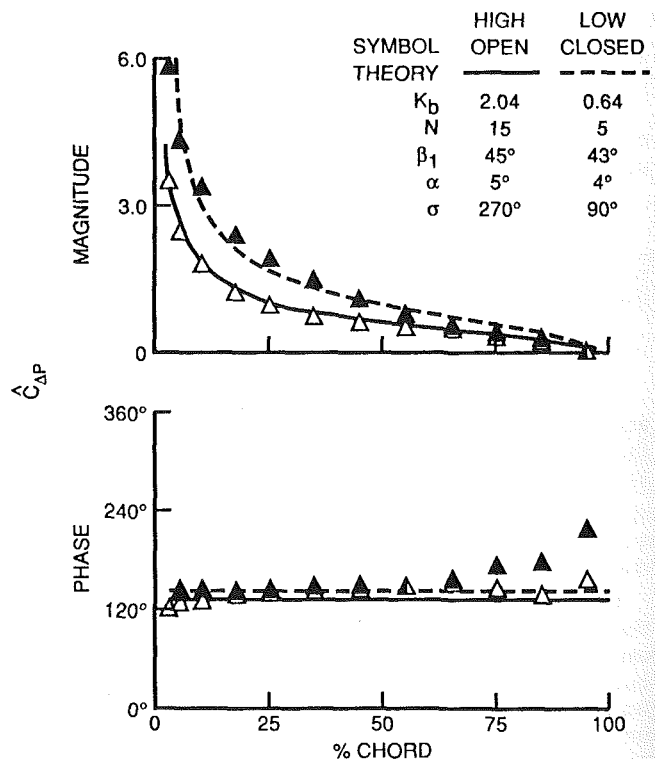 HIGH LOW
SYMBOL OPEN CLOSED
THEORY
K_b 2.04 0.64
N 15 5
β₁ 45° 43°
α 5° 4°
σ 270° 90°
6.0
3.0
0
MAGNITUDE
Ĉ_ΔP
360°
240°
120°
0°
PHASE
0 25 50 75 100
% CHORD